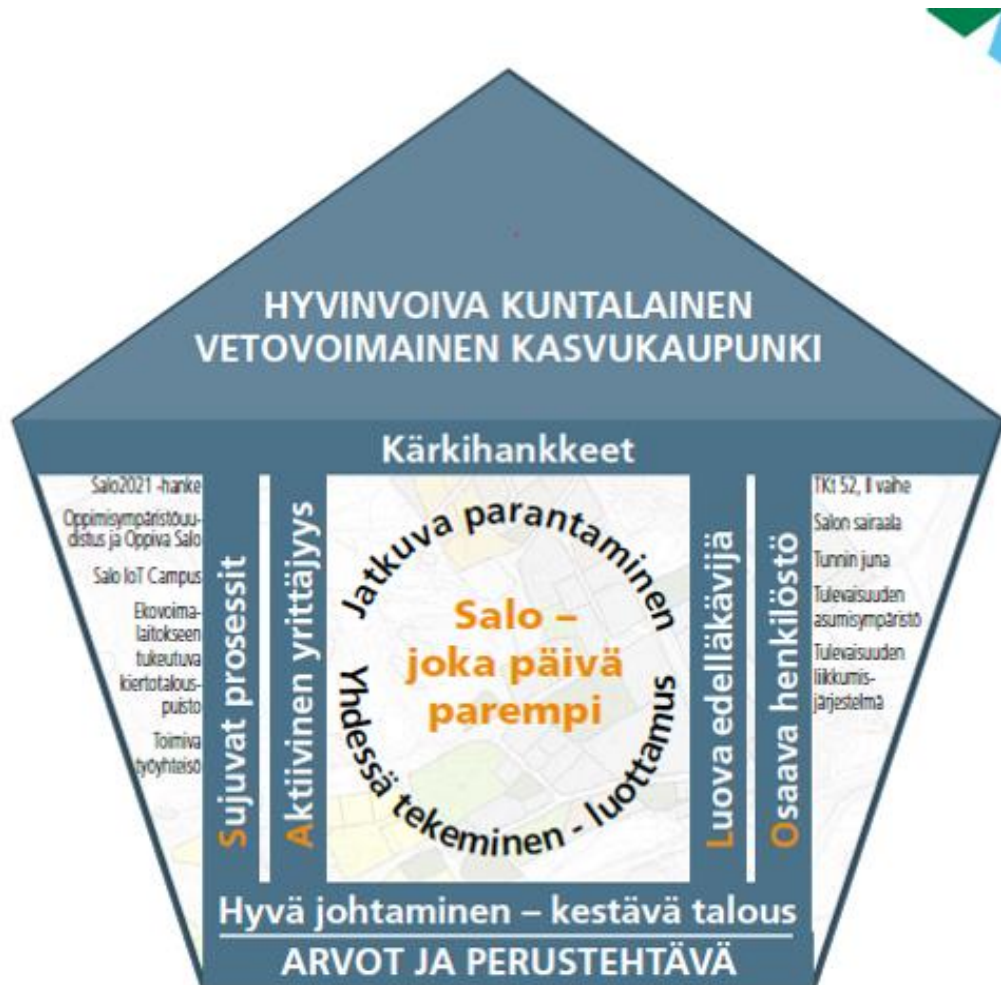 HYVINVOIVA KUNTALAINEN
VETOVOIMAINEN KASVUKAUPUNKI
Kärkihankkeet
Salo2021 -hanke
Oppimisympäristöuu-
distus ja Oppiva Salo
Salo IoT Campus
Ekovoima-
laitokseen
tukeutuva
kiertotalous-
puisto
Toimiva
työyhteisö
Sujuvat prosessit
Aktiivinen yrittäjyys
Jatkuva parantaminen
Salo –
joka päivä
parempi
Yhdessä tekeminen - luottamus
Luova edelläkävijä
Osaava henkilöstö
TKt 52, II vaihe
Salon sairaala
Tunnin juna
Tulevaisuuden
asumisympäristö
Tulevaisuuden
liikkumis-
järjestelmä
Hyvä johtaminen – kestävä talous
ARVOT JA PERUSTEHTÄVÄ